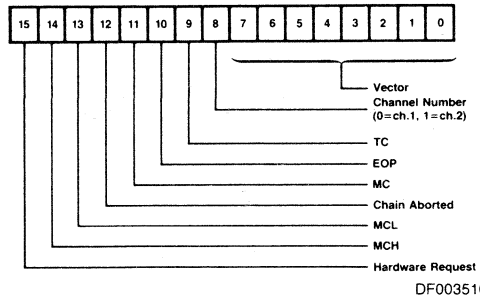 15 14 13 12 11 10 9 8 7 6 5 4 3 2 1 0
Vector
Channel Number
(0=ch.1, 1=ch.2)
TC
EOP
MC
Chain Aborted
MCL
MCH
Hardware Request